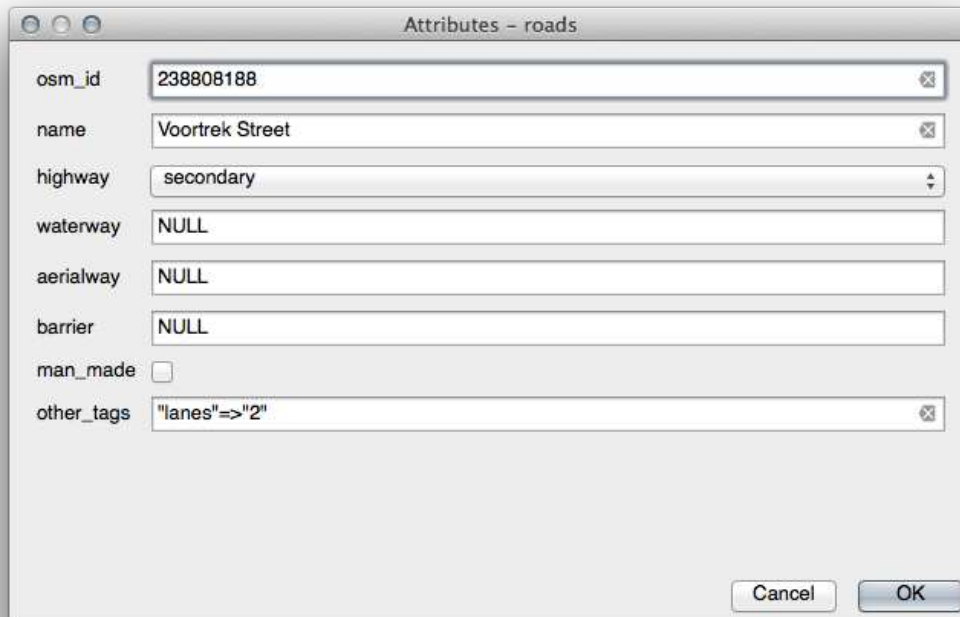 Attributes - roads
osm_id 238808188
name Voortrek Street
highway secondary
waterway NULL
aerialway NULL
barrier NULL
man_made
other_tags "lanes"=>"2"
Cancel OK